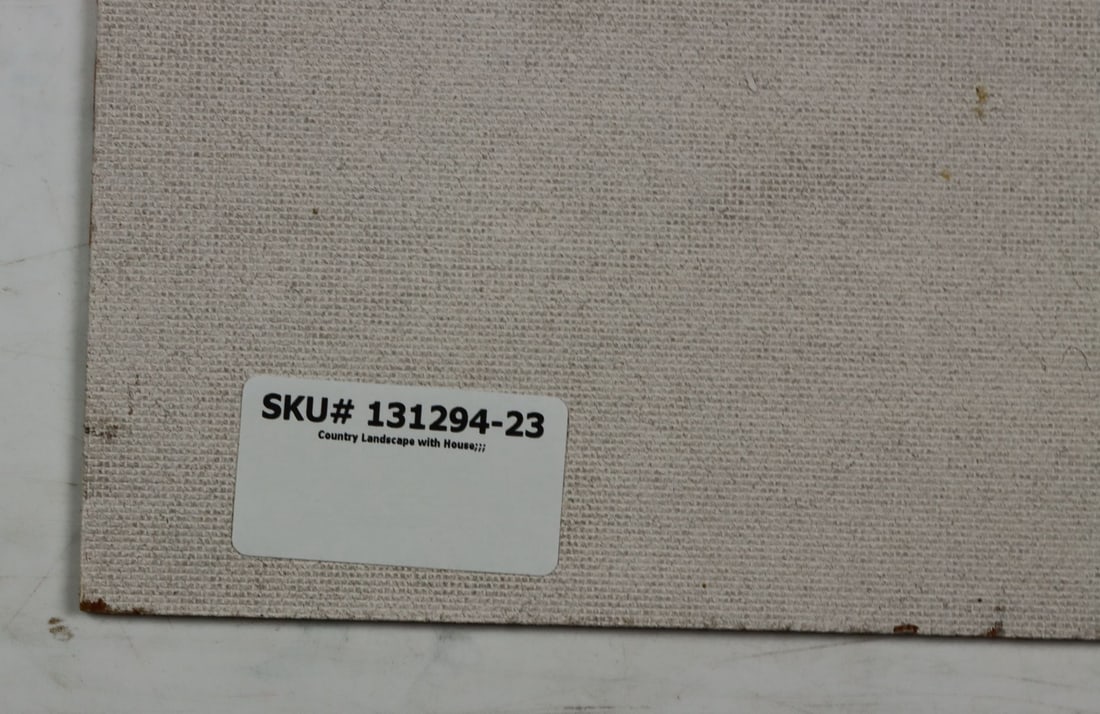 SKU# 131294-23
Country Landscape with House;;;